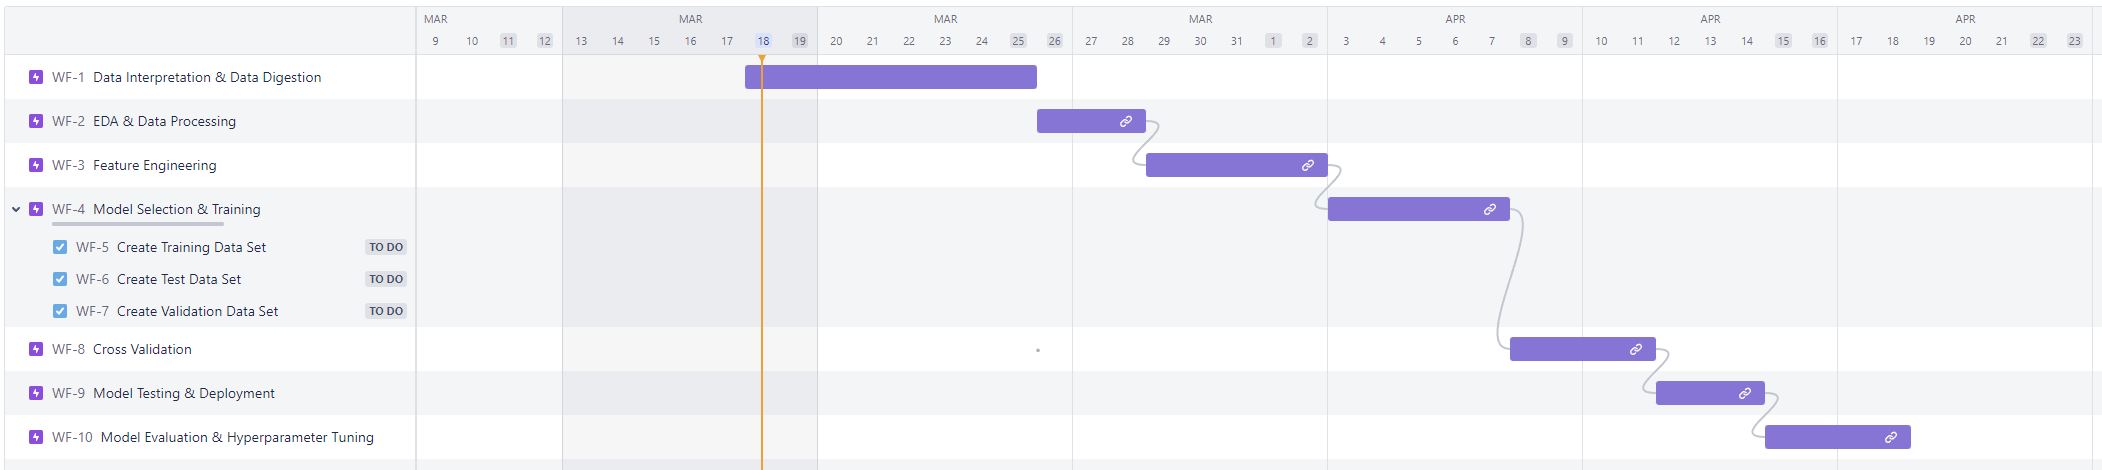 MAR MAR MAR MAR APR APR APR
9 10 11 12 13 14 15 16 17 18 19 20 21 22 23 24 25 26 27 28 29 30 31 1 2 3 4 5 6 7 8 9 10 11 12 13 14 15 16 17 18 19 20 21 22 23
WF-1 Data Interpretation & Data Digestion
WF-2 EDA & Data Processing
WF-3 Feature Engineering
WF-4 Model Selection & Training
WF-5 Create Training Data Set TO DO
WF-6 Create Test Data Set TO DO
WF-7 Create Validation Data Set TO DO
WF-8 Cross Validation
WF-9 Model Testing & Deployment
WF-10 Model Evaluation & Hyperparameter Tuning